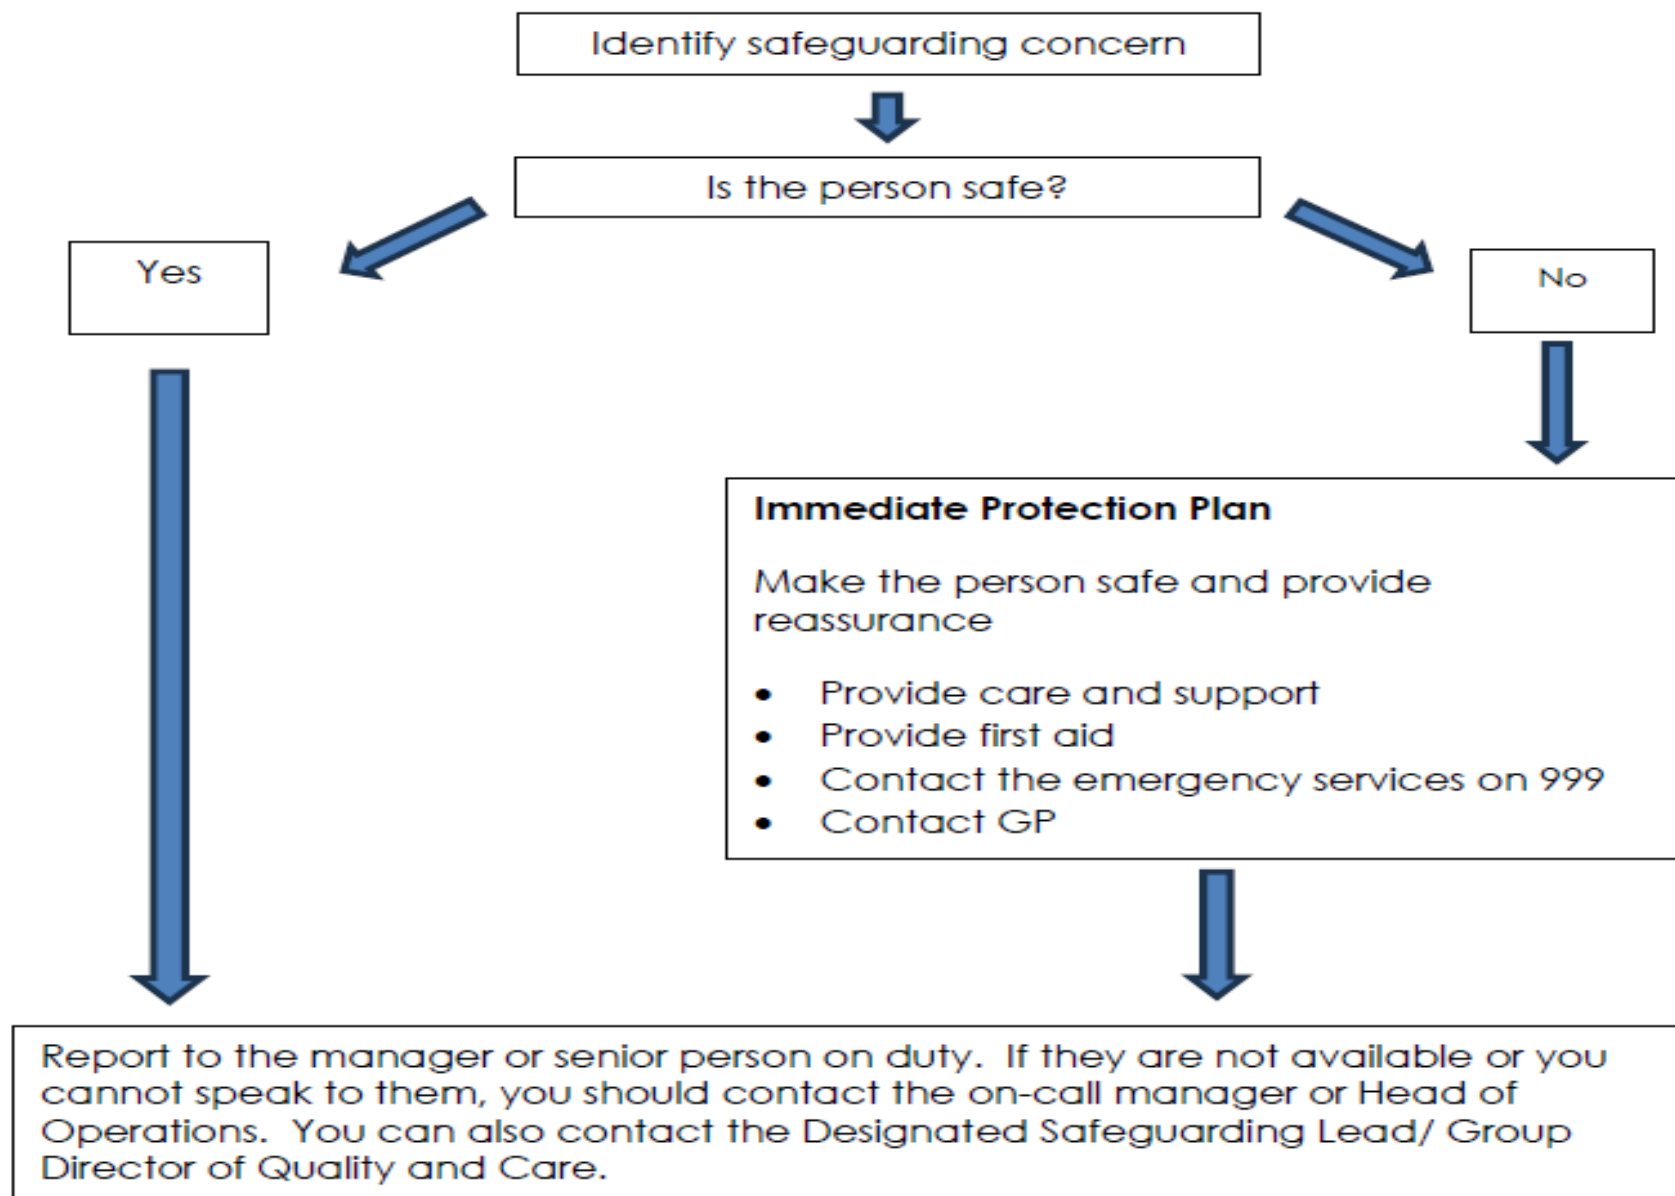 Identify safeguarding concern
Is the person safe?
Yes
No
Immediate Protection Plan
Make the person safe and provide
reassurance
• Provide care and support
• Provide first aid
• Contact the emergency services on 999
• Contact GP
Report to the manager or senior person on duty.  If they are not available or you
cannot speak to them, you should contact the on-call manager or Head of
Operations.  You can also contact the Designated Safeguarding Lead/ Group
Director of Quality and Care.